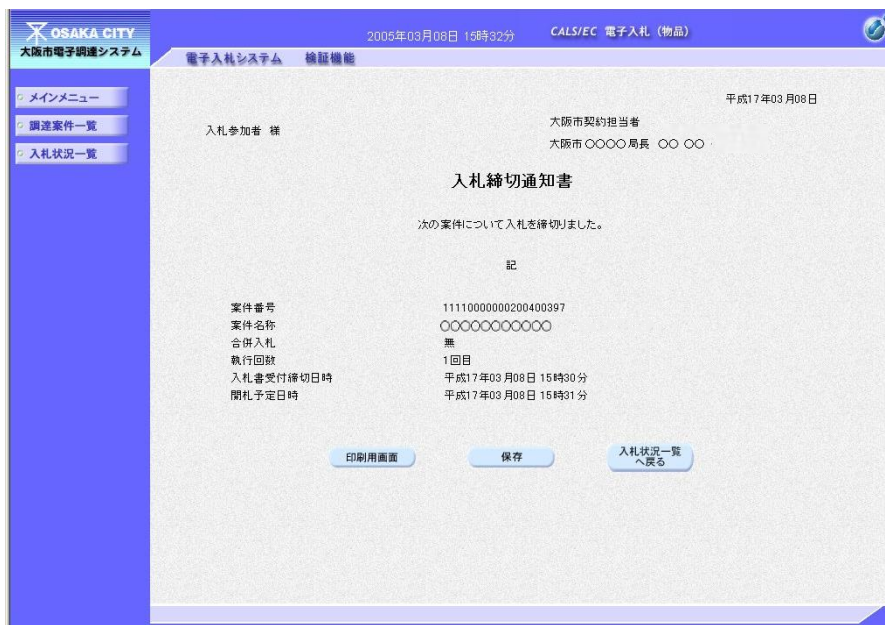 OSAKA CITY
大阪市電子調達システム
2005年03月08日 15時32分
CALS/EC 電子入札（物品）
電子入札システム 検証機能
メインメニュー
調達案件一覧
入札状況一覧
平成17年03月08日
入札参加者 様
大阪市契約担当者
大阪市〇〇〇〇局長 〇〇 〇〇
入札締切通知書
次の案件について入札を締切りました。
記
案件番号 11110000000200400397
案件名称 〇〇〇〇〇〇〇〇〇〇〇
合併入札 無
執行回数 1回目
入札書受付締切日時 平成17年03月08日 15時30分
開札予定日時 平成17年03月08日 15時31分
印刷用画面
保存
入札状況一覧
へ戻る